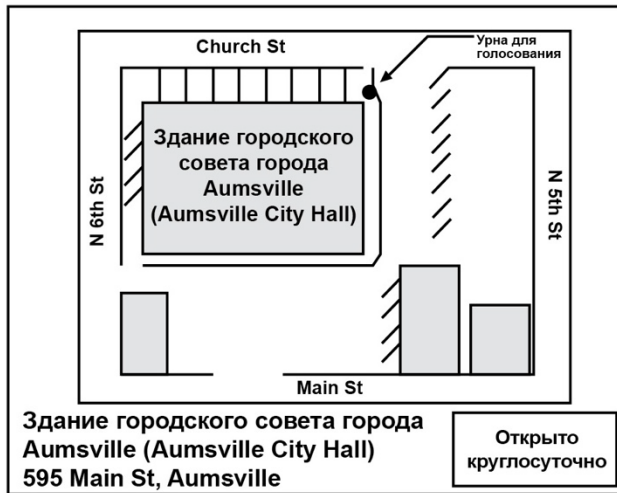 Church St
Урна для
голосования
Здание городского
совета города
Aumsville
(Aumsville City Hall)
N 6th St
N 5th St
Main St
Здание городского совета города
Aumsville (Aumsville City Hall)
595 Main St, Aumsville
Открыто
круглосуточно